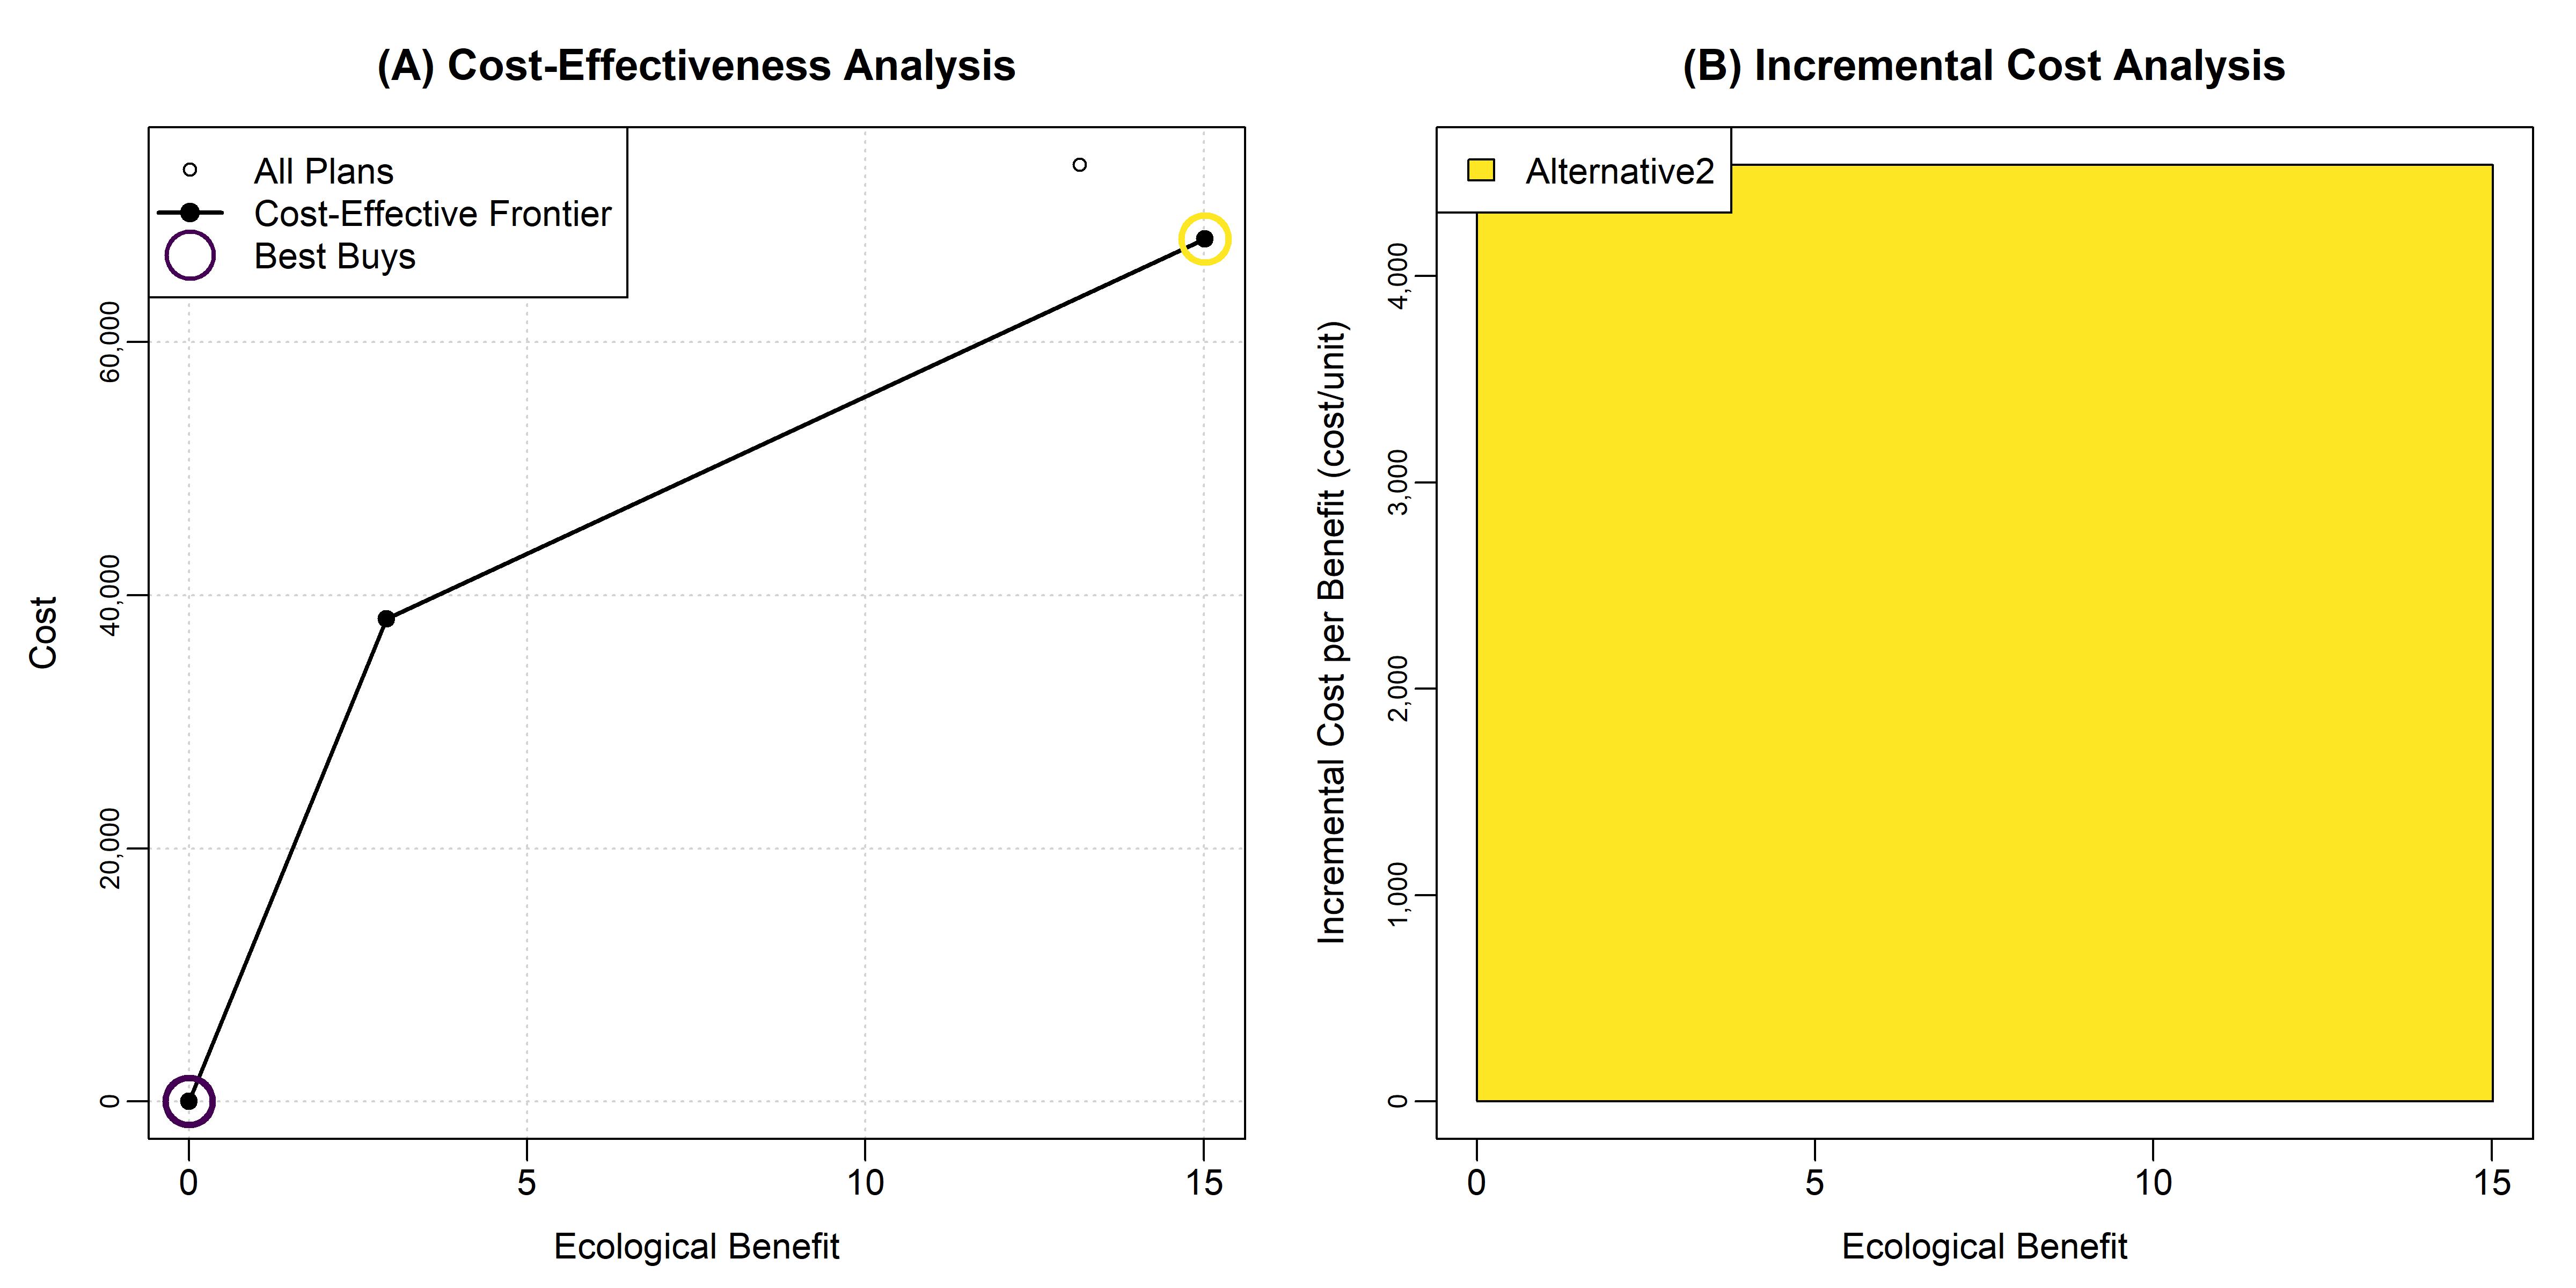 (A) Cost-Effectiveness Analysis
All Plans
Cost-Effective Frontier
Best Buys
Cost
60,000
40,000
20,000
0
0 5 10 15
Ecological Benefit
(B) Incremental Cost Analysis
Alternative2
Incremental Cost per Benefit (cost/unit)
4,000
3,000
2,000
1,000
0
0 5 10 15
Ecological Benefit